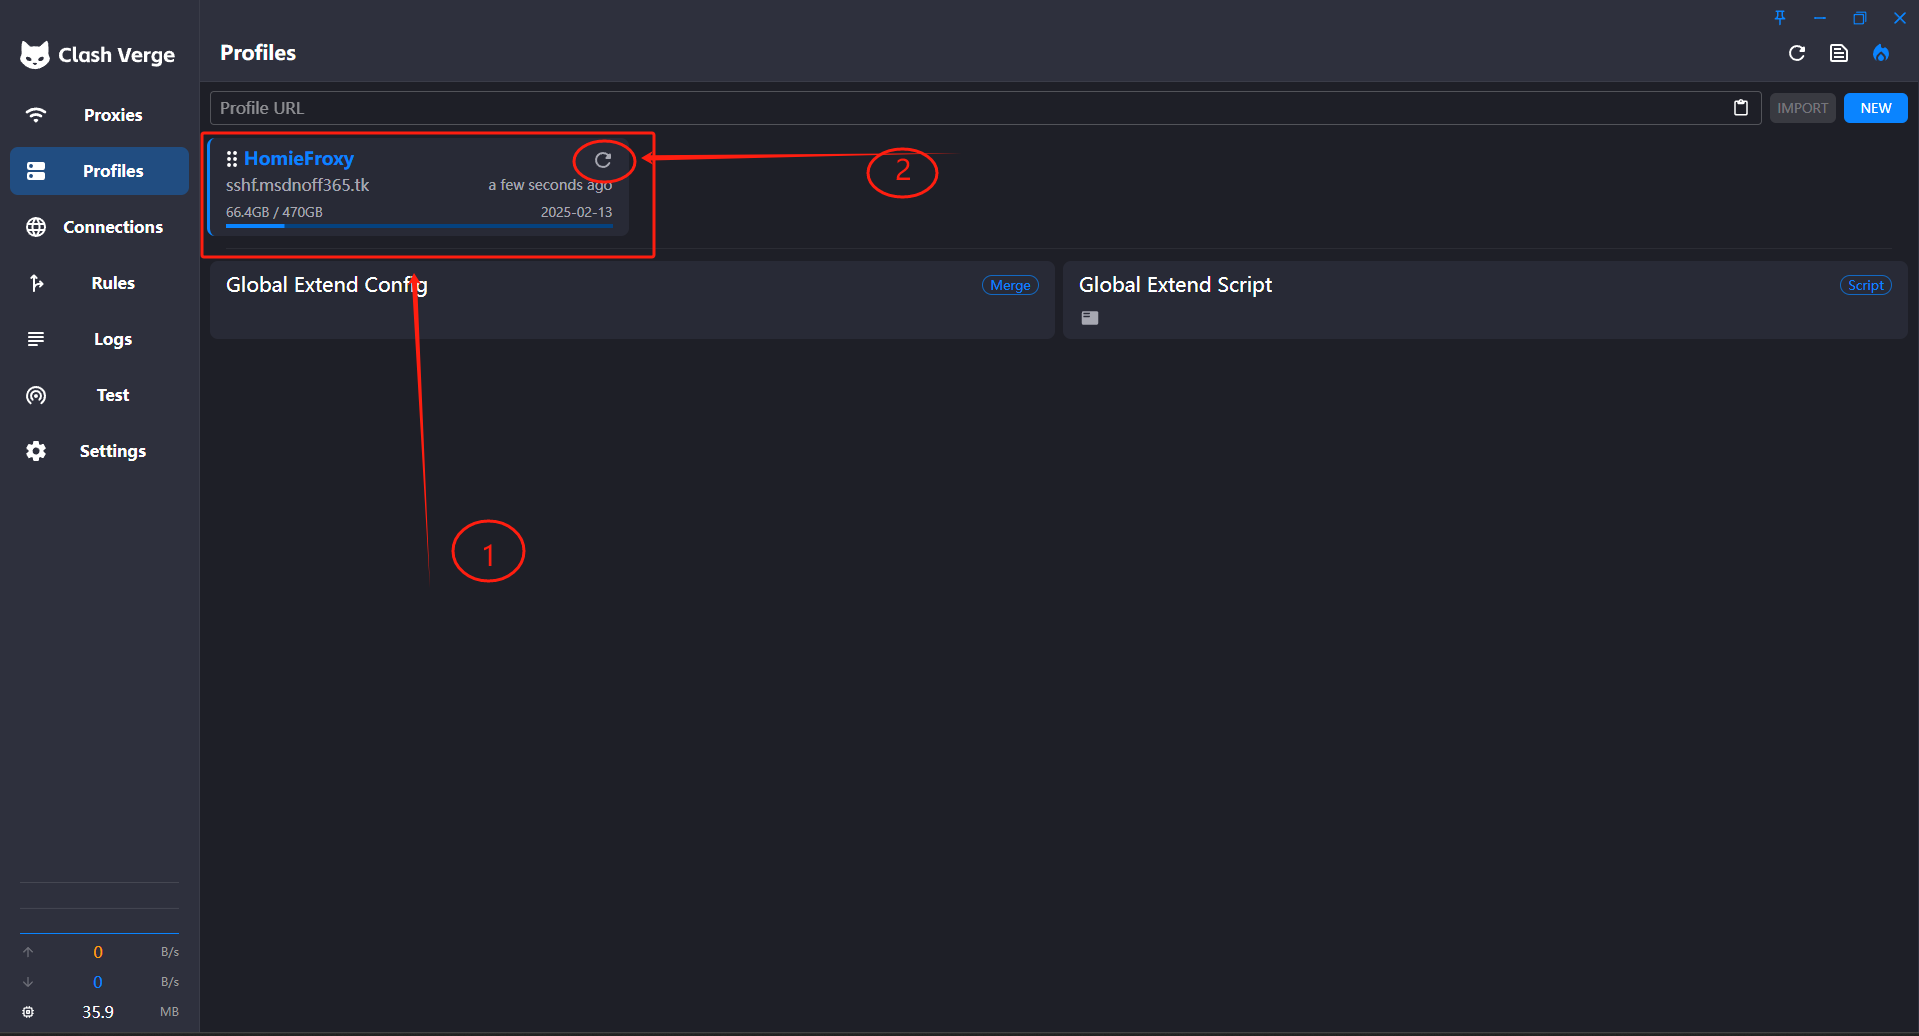 Clash Verge
Profiles
Proxies
Profiles
Connections
Rules
Logs
Test
Settings
Profile URL
IMPORT
NEW
HomieFroxy
sshf.msdnoff365.tk
a few seconds ago
66.4GB / 470GB
2025-02-13
2
Global Extend Config
Merge
Global Extend Script
Script
1
0 B/s
0 B/s
35.9 MB